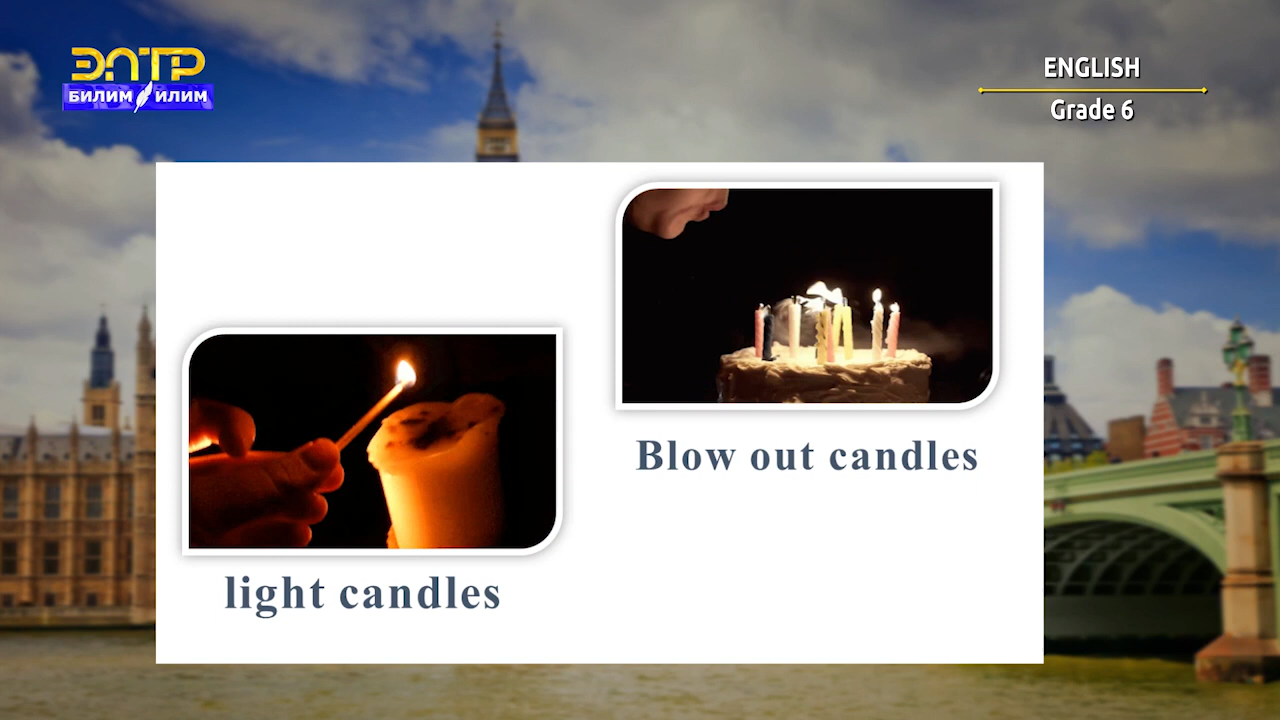 ЭЛТР
БИЛИМ ИЛИМ
ENGLISH
Grade 6
Blow out candles
light candles